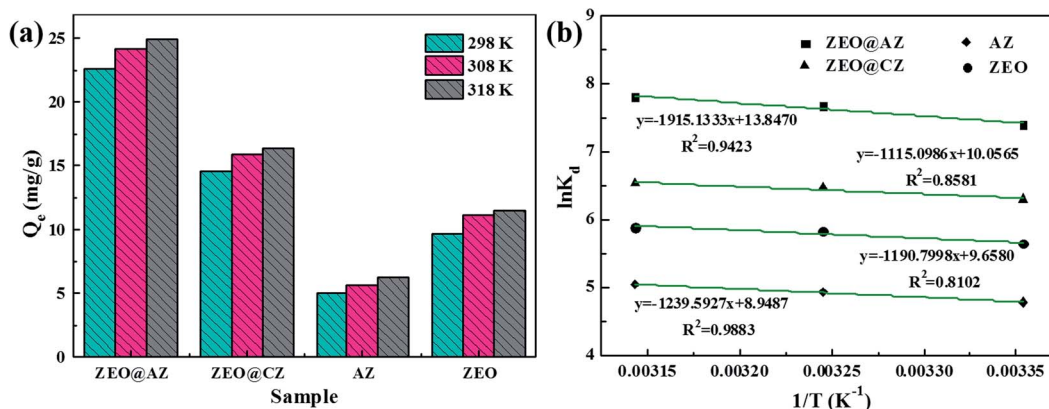 (a)
298 K
308 K
318 K
25
20
15
10
5
0
Qe (mg/g)
ZEO@AZ
ZEO@CZ
AZ
ZEO
Sample
(b)
ZEO@AZ
AZ
ZEO@CZ
ZEO
9
8
7
6
5
4
lnKd
y=-1915.1333x+13.8470
R²=0.9423
y=-1115.0986x+10.0565
R²=0.8581
y=-1190.7998x+9.6580
R²=0.8102
y=-1239.5927x+8.9487
R²=0.9883
0.00315
0.00320
0.00325
0.00330
0.00335
1/T (K⁻¹)